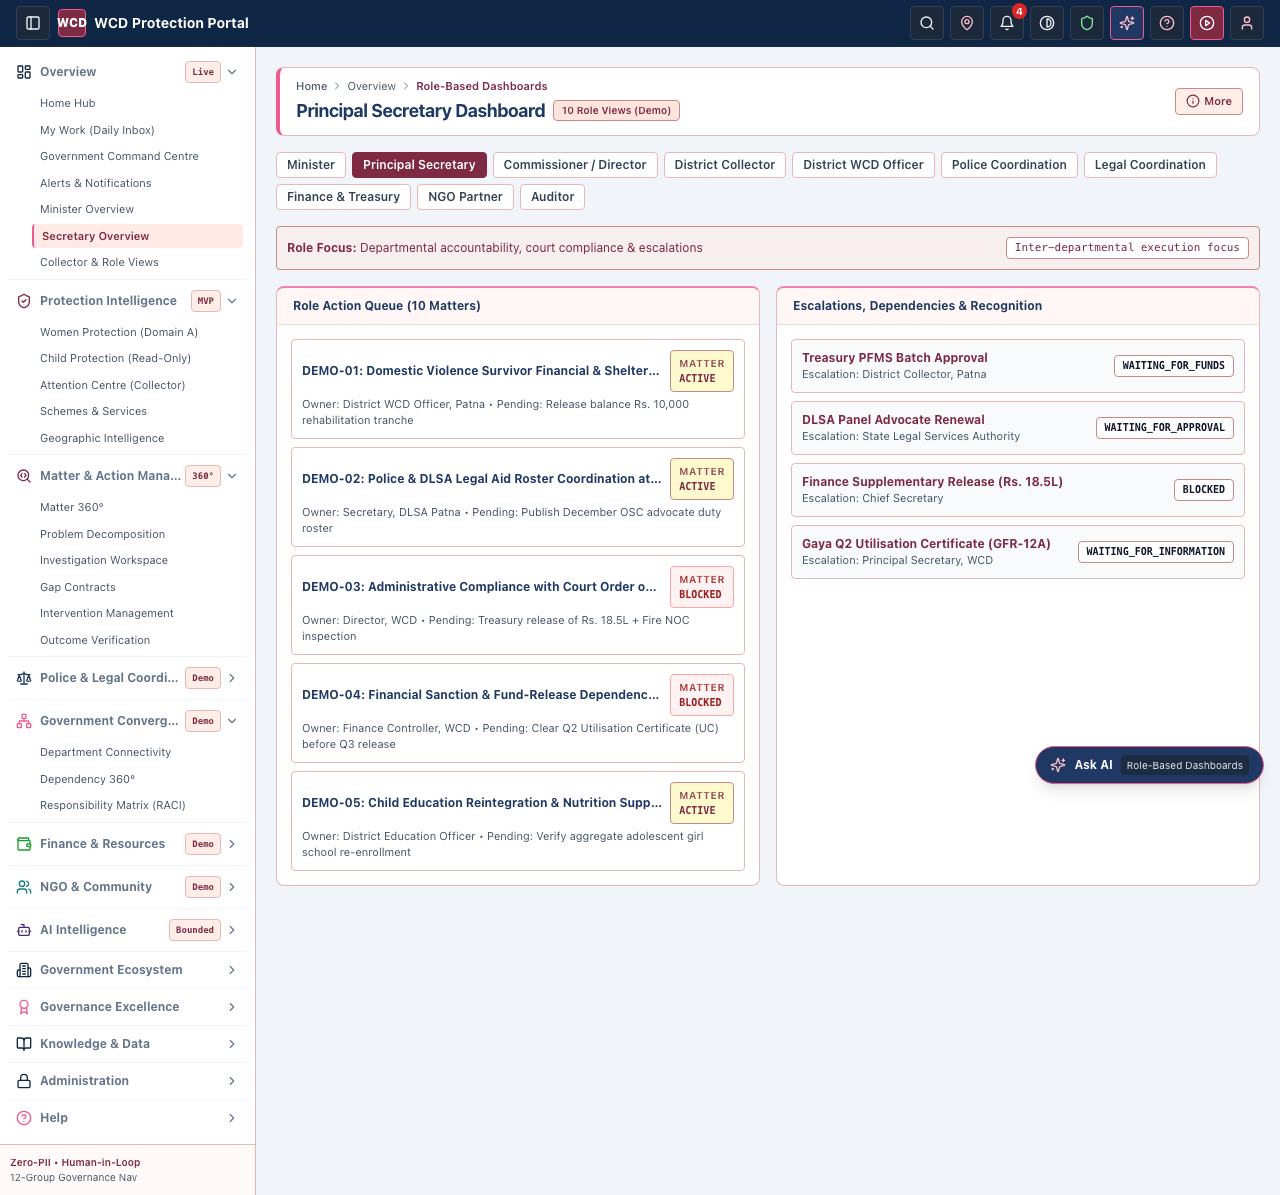 WCD WCD Protection Portal
4
Overview Live
Home Hub
My Work (Daily Inbox)
Government Command Centre
Alerts & Notifications
Minister Overview
Secretary Overview
Collector & Role Views
Protection Intelligence MVP
Women Protection (Domain A)
Child Protection (Read-Only)
Attention Centre (Collector)
Schemes & Services
Geographic Intelligence
Matter & Action Mana... 360°
Matter 360°
Problem Decomposition
Investigation Workspace
Gap Contracts
Intervention Management
Outcome Verification
Police & Legal Coordi... Demo
Government Converg... Demo
Department Connectivity
Dependency 360°
Responsibility Matrix (RACI)
Finance & Resources Demo
NGO & Community Demo
AI Intelligence Bounded
Government Ecosystem
Governance Excellence
Knowledge & Data
Administration
Help
Zero-PII • Human-in-Loop
12-Group Governance Nav
Home > Overview > Role-Based Dashboards
Principal Secretary Dashboard 10 Role Views (Demo)
More
Minister Principal Secretary Commissioner / Director District Collector District WCD Officer Police Coordination Legal Coordination
Finance & Treasury NGO Partner Auditor
Role Focus: Departmental accountability, court compliance & escalations
Inter-departmental execution focus
Role Action Queue (10 Matters)
DEMO-01: Domestic Violence Survivor Financial & Shelter...
MATTER
ACTIVE
Owner: District WCD Officer, Patna • Pending: Release balance Rs. 10,000
rehabilitation tranche
DEMO-02: Police & DLSA Legal Aid Roster Coordination at...
MATTER
ACTIVE
Owner: Secretary, DLSA Patna • Pending: Publish December OSC advocate duty
roster
DEMO-03: Administrative Compliance with Court Order o...
MATTER
BLOCKED
Owner: Director, WCD • Pending: Treasury release of Rs. 18.5L + Fire NOC
inspection
DEMO-04: Financial Sanction & Fund-Release Dependenc...
MATTER
BLOCKED
Owner: Finance Controller, WCD • Pending: Clear Q2 Utilisation Certificate (UC)
before Q3 release
DEMO-05: Child Education Reintegration & Nutrition Supp...
MATTER
ACTIVE
Owner: District Education Officer • Pending: Verify aggregate adolescent girl
school re-enrollment
Escalations, Dependencies & Recognition
Treasury PFMS Batch Approval
Escalation: District Collector, Patna
WAITING_FOR_FUNDS
DLSA Panel Advocate Renewal
Escalation: State Legal Services Authority
WAITING_FOR_APPROVAL
Finance Supplementary Release (Rs. 18.5L)
Escalation: Chief Secretary
BLOCKED
Gaya Q2 Utilisation Certificate (GFR-12A)
Escalation: Principal Secretary, WCD
WAITING_FOR_INFORMATION
Ask AI Role-Based Dashboards